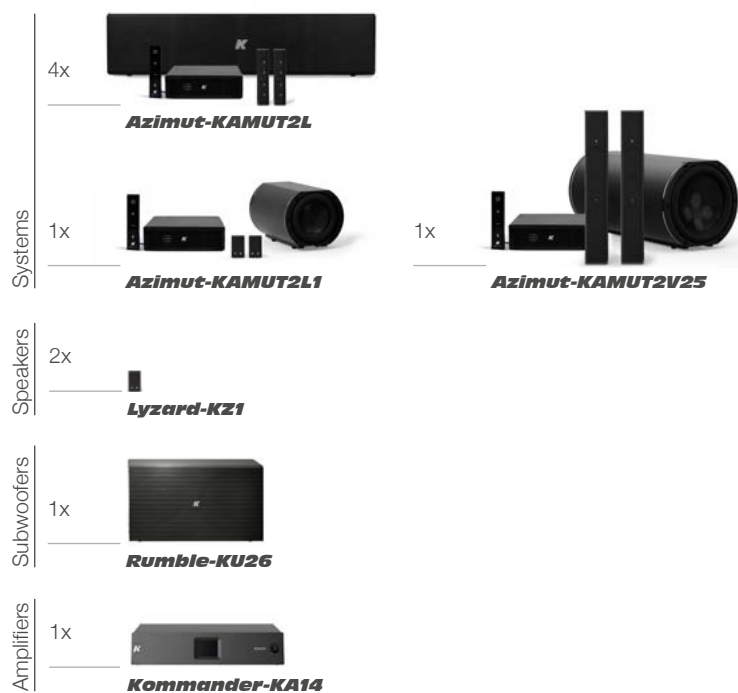 Systems
4x
Azimut-KAMUT2L
1x
Azimut-KAMUT2L1
1x
Azimut-KAMUT2V25
Speakers
2x
Lyzard-KZ1
Subwoofers
1x
Rumble-KU26
Amplifiers
1x
Kommander-KA14